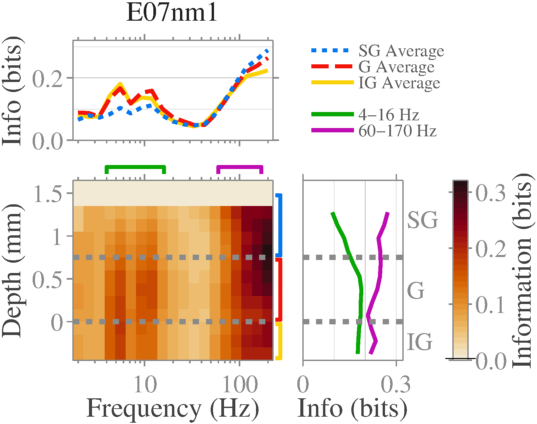 E07nm1
Info (bits)
0.2
0.0
SG Average
G Average
IG Average
4−16 Hz
60−170 Hz
Depth (mm)
1.5
1.0
0.5
0
10
100
Frequency (Hz)
SG
G
IG
0
0.3
Info (bits)
0.3
0.2
0.1
0.0
Information (bits)